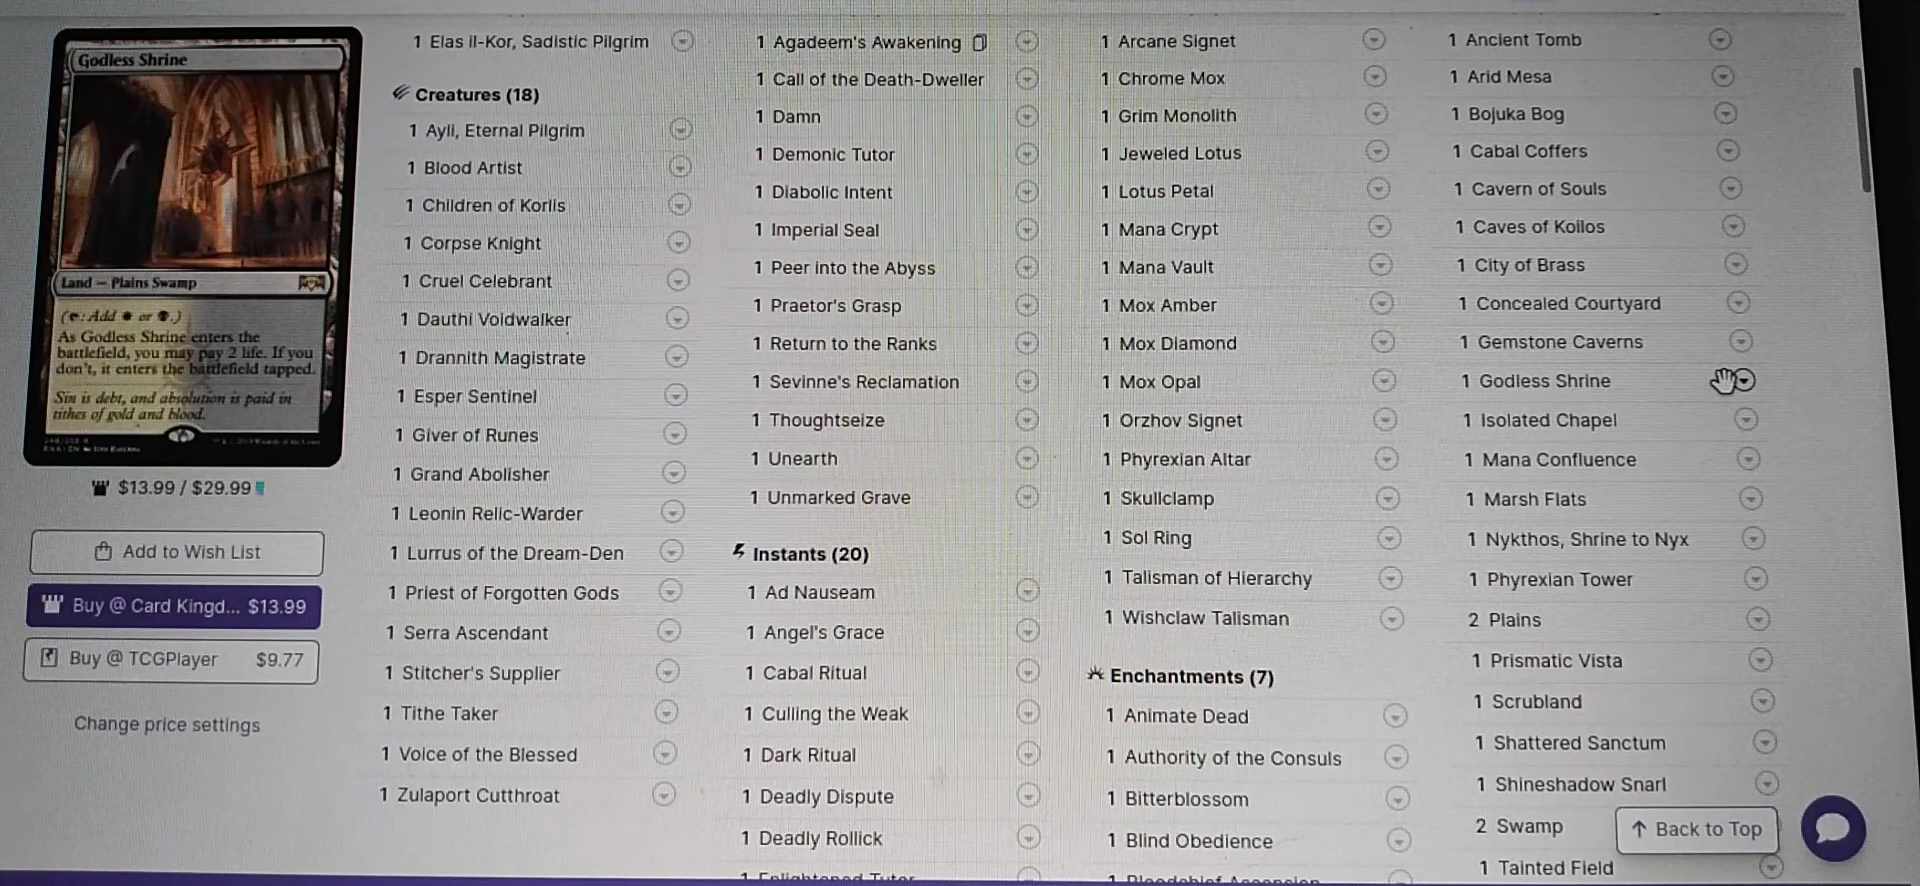 Godless Shrine
Land — Plains Swamp
As Godless Shrine enters the
battlefield, you may pay 2 life. If you
don't, it enters the battlefield tapped.
Sin is debt, and absolution is paid in
tithes of gold and blood.
$13.99 / $29.99
Add to Wish List
Buy @ Card Kingd... $13.99
Buy @ TCGPlayer $9.77
Change price settings
1 Elas il-Kor, Sadistic Pilgrim
Creatures (18)
1 Ayli, Eternal Pilgrim
1 Blood Artist
1 Children of Korlis
1 Corpse Knight
1 Cruel Celebrant
1 Dauthi Voidwalker
1 Drannith Magistrate
1 Esper Sentinel
1 Giver of Runes
1 Grand Abolisher
1 Leonin Relic-Warder
1 Lurrus of the Dream-Den
1 Priest of Forgotten Gods
1 Serra Ascendant
1 Stitcher's Supplier
1 Tithe Taker
1 Voice of the Blessed
1 Zulaport Cutthroat
1 Agadeem's Awakening
1 Call of the Death-Dweller
1 Damn
1 Demonic Tutor
1 Diabolic Intent
1 Imperial Seal
1 Peer into the Abyss
1 Praetor's Grasp
1 Return to the Ranks
1 Sevinne's Reclamation
1 Thoughtseize
1 Unearth
1 Unmarked Grave
Instants (20)
1 Ad Nauseam
1 Angel's Grace
1 Cabal Ritual
1 Culling the Weak
1 Dark Ritual
1 Deadly Dispute
1 Deadly Rollick
1 Enlightened Tutor
1 Arcane Signet
1 Chrome Mox
1 Grim Monolith
1 Jeweled Lotus
1 Lotus Petal
1 Mana Crypt
1 Mana Vault
1 Mox Amber
1 Mox Diamond
1 Mox Opal
1 Orzhov Signet
1 Phyrexian Altar
1 Skullclamp
1 Sol Ring
1 Talisman of Hierarchy
1 Wishclaw Talisman
Enchantments (7)
1 Animate Dead
1 Authority of the Consuls
1 Bitterblossom
1 Blind Obedience
1 Bloodchief Ascension
1 Ancient Tomb
1 Arid Mesa
1 Bojuka Bog
1 Cabal Coffers
1 Cavern of Souls
1 Caves of Koilos
1 City of Brass
1 Concealed Courtyard
1 Gemstone Caverns
1 Godless Shrine
1 Isolated Chapel
1 Mana Confluence
1 Marsh Flats
1 Nykthos, Shrine to Nyx
1 Phyrexian Tower
2 Plains
1 Prismatic Vista
1 Scrubland
1 Shattered Sanctum
1 Shineshadow Snarl
2 Swamp
1 Tainted Field
Back to Top